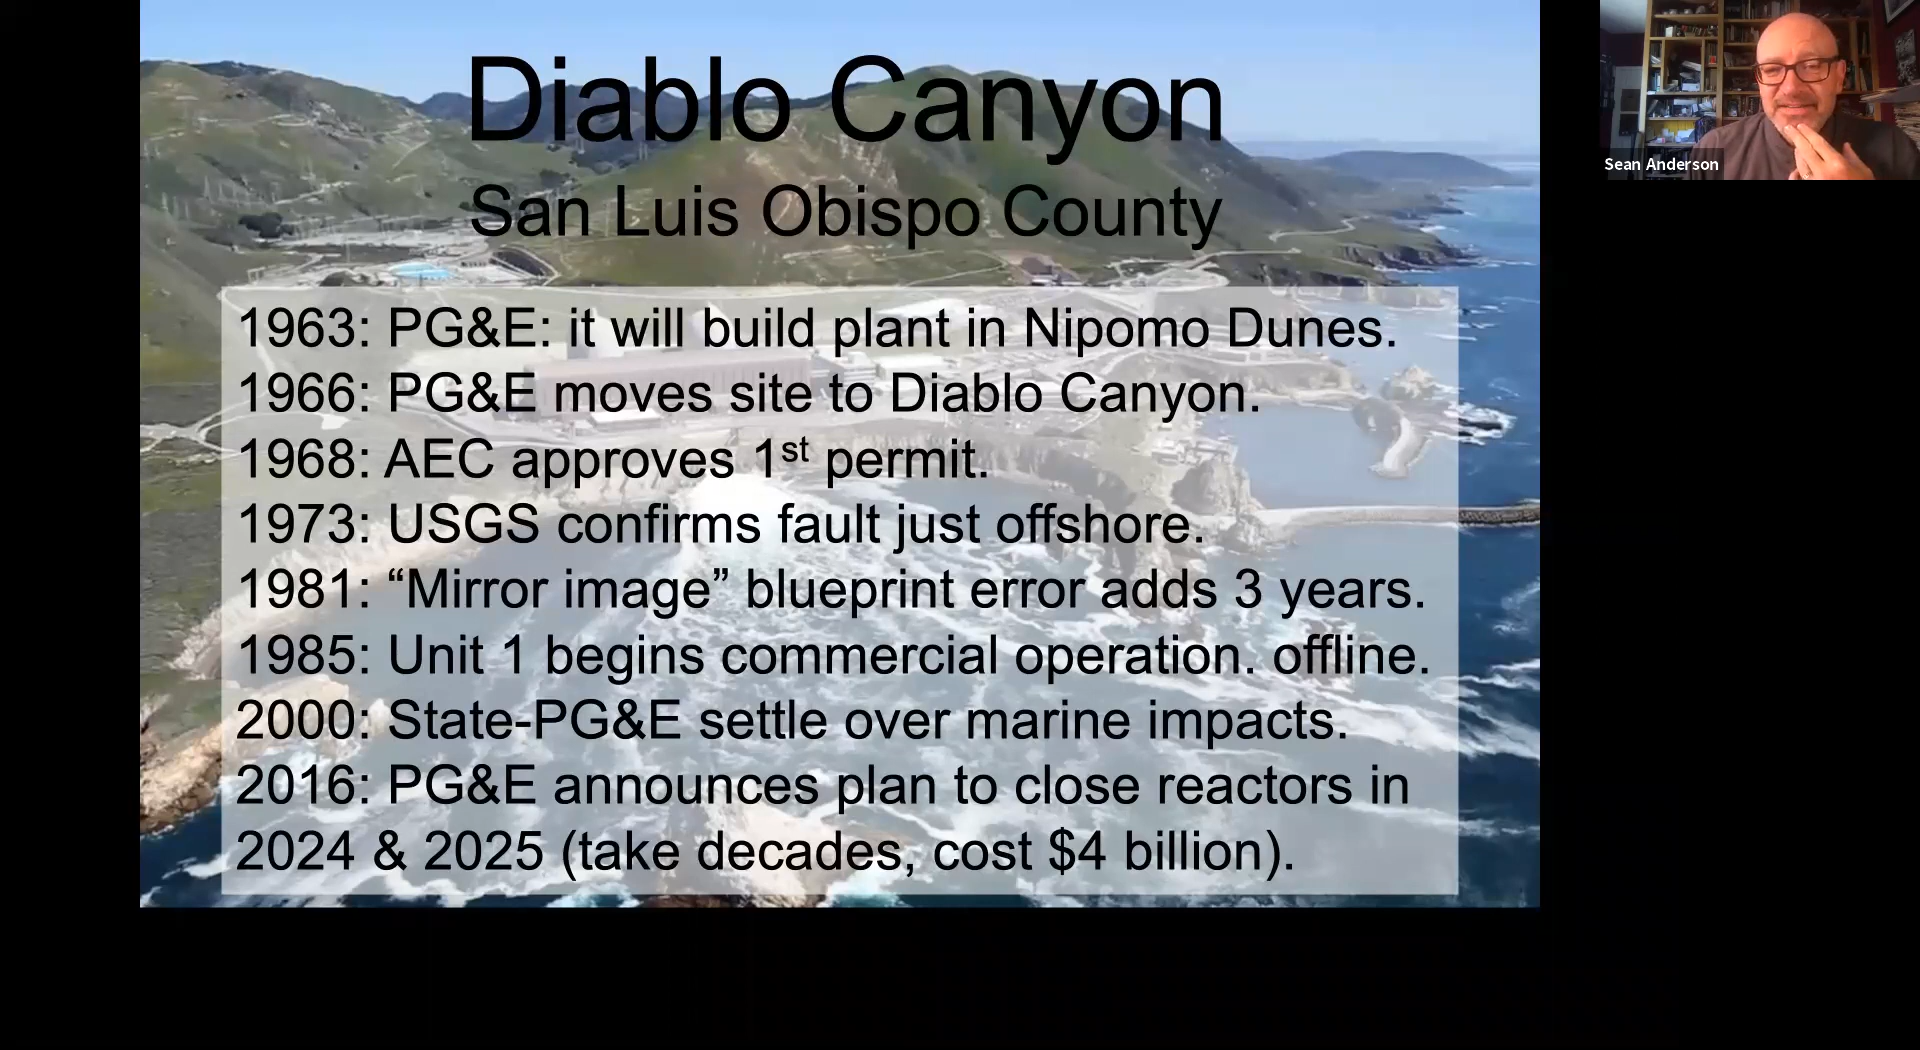 Diablo Canyon
San Luis Obispo County
1963: PG&E: it will build plant in Nipomo Dunes.
1966: PG&E moves site to Diablo Canyon.
1968: AEC approves 1st permit.
1973: USGS confirms fault just offshore.
1981: “Mirror image” blueprint error adds 3 years.
1985: Unit 1 begins commercial operation. offline.
2000: State-PG&E settle over marine impacts.
2016: PG&E announces plan to close reactors in
2024 & 2025 (take decades, cost $4 billion).
Sean Anderson